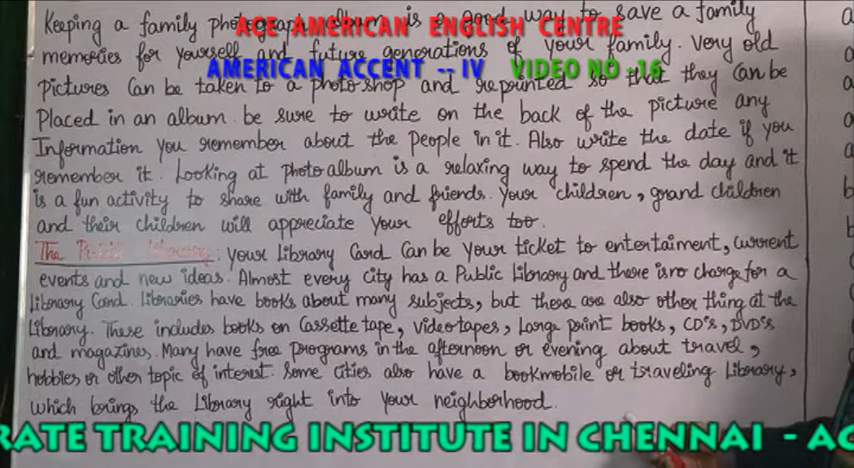 Keeping a family photograph album is a good way to save a family
ACE AMERICAN ENGLISH CENTRE
memories for yourself and future generations of your family. Very old
AMERICAN ACCENT -- IV VIDEO NO -16
pictures can be taken to a photo shop and reprinted so that they can be
placed in an album. be sure to write on the back of the picture any
Information you remember about the people in it. Also write the date if you
remember it. Looking at photo album is a relaxing way to spend the day and it
is a fun activity to share with family and friends. Your children, grand children
and their children will appreciate your efforts too.
The Public Library: your Library Card can be your ticket to entertaiment, current
events and new ideas. Almost every city has a Public Library and there is no charge for a
Library Card. Libraries have books about many subjects, but there are also other thing at the
Library. These includes books on Cassette tape, video tapes, Large print books, CD's, DVD's
and magazines. Many have free programs in the afternoon or evening about travel,
hobbies or other topic of interest. Some cities also have a bookmobile or traveling Library,
which brings the Library right into your neighborhood.
RATE TRAINING INSTITUTE IN CHENNAI - AC